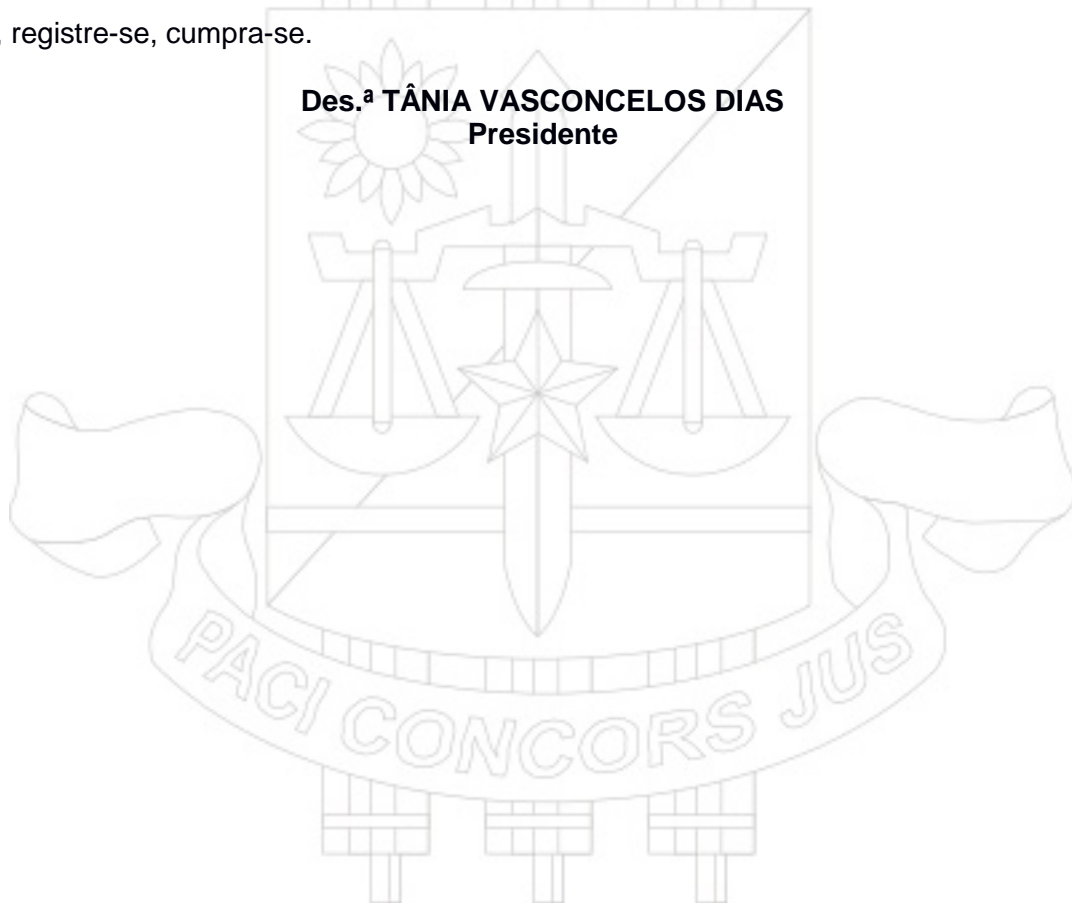 , registre-se, cumpra-se.
Des.ª TÂNIA VASCONCELOS DIAS
Presidente
PACI CONCORS JUS